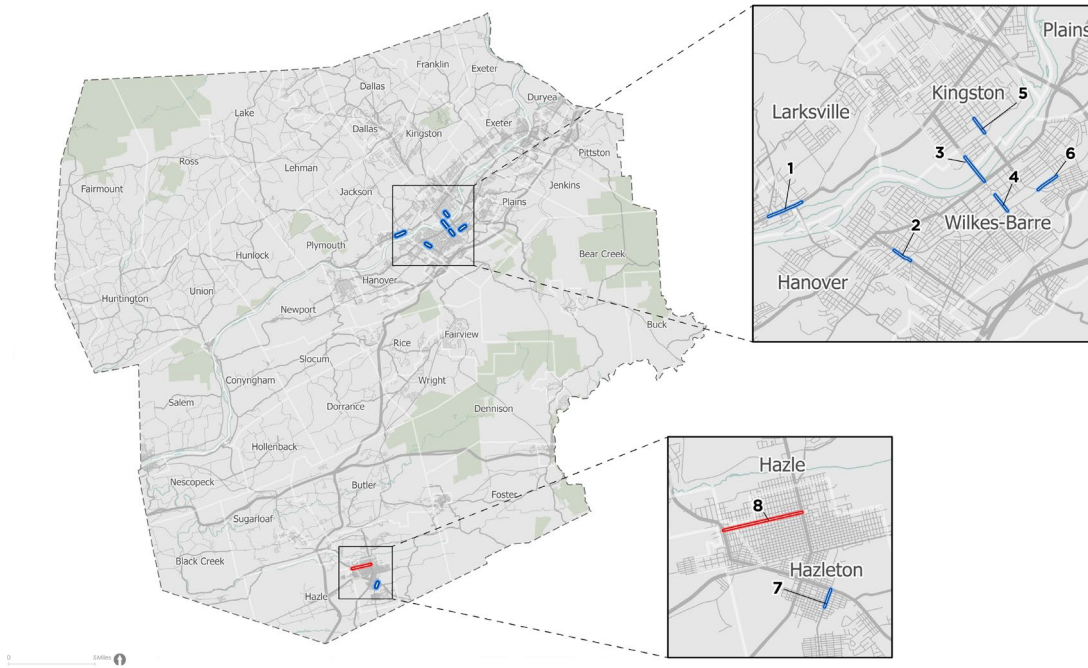 Franklin
Exeter
Dallas
Duryea
Lake
Exeter
Dallas
Kingston
Pittston
Ross
Lehman
Fairmount
Jackson
Jenkins
Plains
Plymouth
Hunlock
Bear Creek
Hanover
Union
Huntington
Newport
Buck
Fairview
Rice
Slocum
Conyngham
Wright
Salem
Dorrance
Dennison
Hollenback
Nescopeck
Butler
Foster
Sugarloaf
Black Creek
Hazle
0 5Miles
Plains
Kingston
5
Larksville
3
6
1
4
Wilkes-Barre
2
Hanover
Hazle
8
Hazleton
7